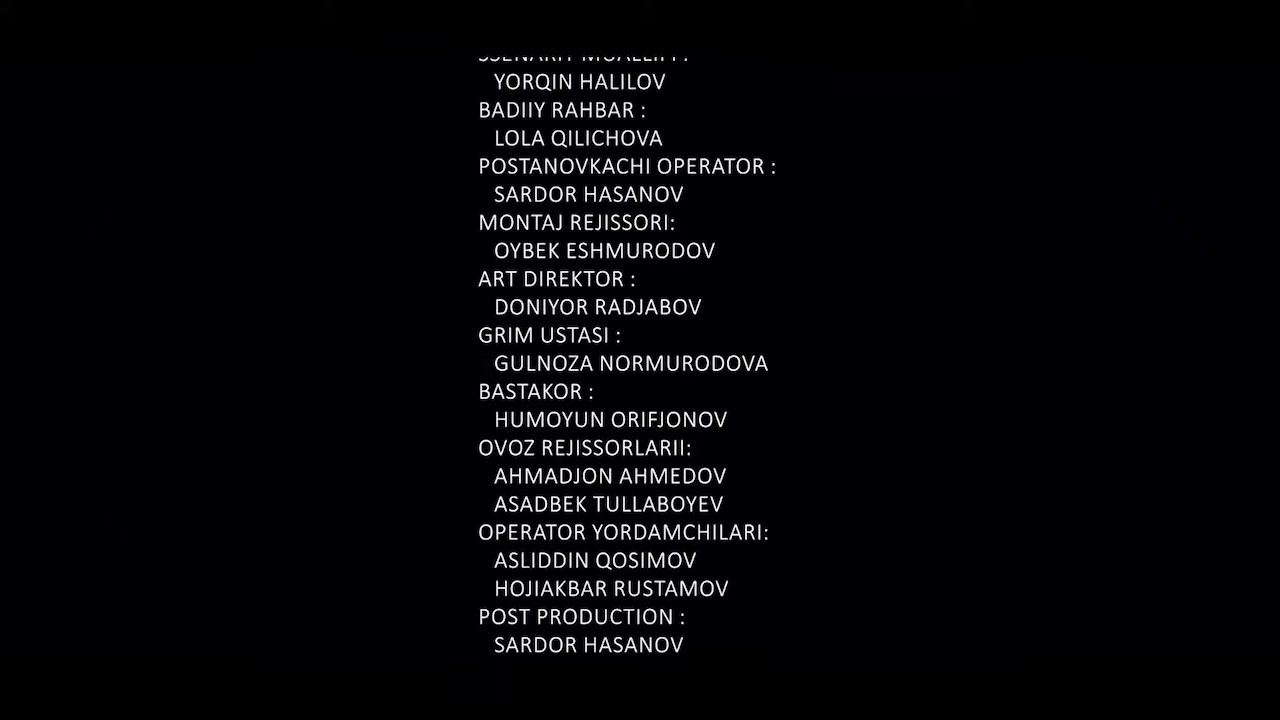 YORQIN HALILOV
BADIIY RAHBAR :
LOLA QILICHOVA
POSTANOVKACHI OPERATOR :
SARDOR HASANOV
MONTAJ REJISSORI:
OYBEK ESHMURODOV
ART DIREKTOR :
DONIYOR RADJABOV
GRIM USTASI :
GULNOZA NORMURODOVA
BASTAKOR :
HUMOYUN ORIFJONOV
OVOZ REJISSORLARII:
AHMADJON AHMEDOV
ASADBEK TULLABOYEV
OPERATOR YORDAMCHILARI:
ASLIDDIN QOSIMOV
HOJIAKBAR RUSTAMOV
POST PRODUCTION :
SARDOR HASANOV